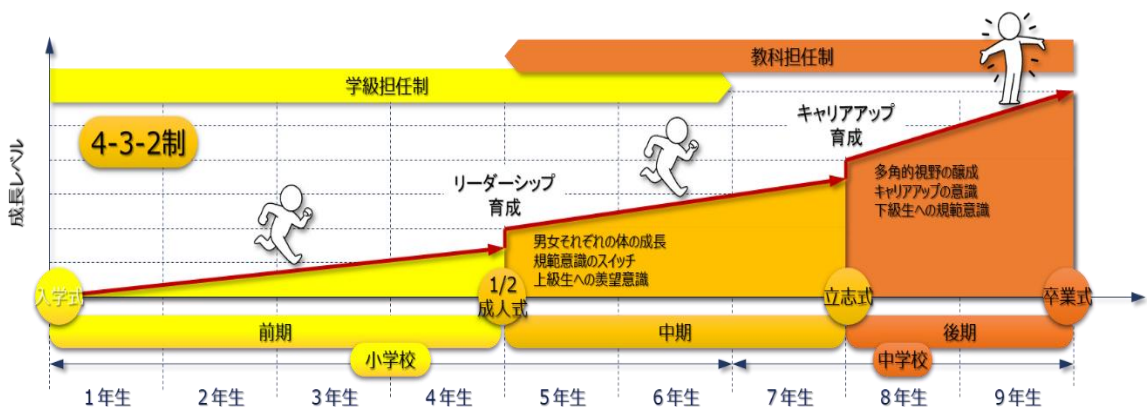 教科担任制
学級担任制
4-3-2制
成長レベル
リーダーシップ
育成
キャリアアップ
育成
男女それぞれの体の成長
規範意識のスイッチ
上級生への羨望意識
多角的視野の醸成
キャリアアップの意識
下級生への規範意識
入学式
1/2
成人式
立志式
卒業式
前期
中期
後期
小学校
中学校
1年生
2年生
3年生
4年生
5年生
6年生
7年生
8年生
9年生